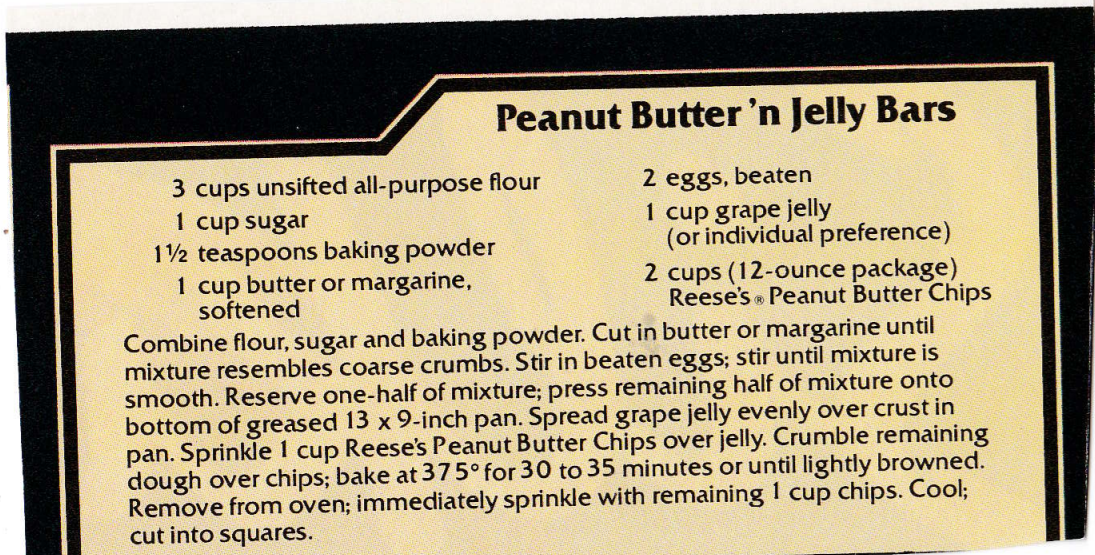 Peanut Butter 'n Jelly Bars
3 cups unsifted all-purpose flour
1 cup sugar
1½ teaspoons baking powder
1 cup butter or margarine,
softened
2 eggs, beaten
1 cup grape jelly
(or individual preference)
2 cups (12-ounce package)
Reese's® Peanut Butter Chips
Combine flour, sugar and baking powder. Cut in butter or margarine until
mixture resembles coarse crumbs. Stir in beaten eggs; stir until mixture is
smooth. Reserve one-half of mixture; press remaining half of mixture onto
bottom of greased 13 x 9-inch pan. Spread grape jelly evenly over crust in
pan. Sprinkle 1 cup Reese's Peanut Butter Chips over jelly. Crumble remaining
dough over chips; bake at 375° for 30 to 35 minutes or until lightly browned.
Remove from oven; immediately sprinkle with remaining 1 cup chips. Cool;
cut into squares.